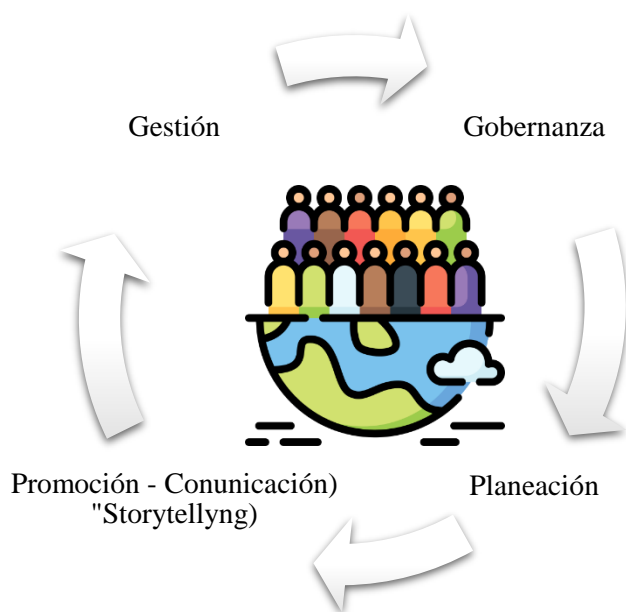 Gestión
Gobernanza
Promoción - Conunicación)
"Storytellyng)
Planeación